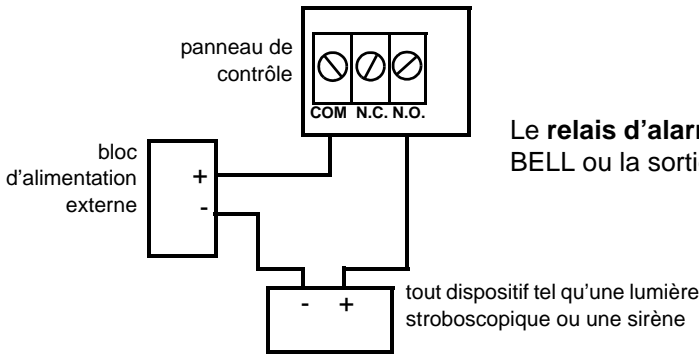 panneau de
contrôle
COM N.C. N.O.
Le relais d'alar
BELL ou la sorti
bloc
d'alimentation
externe
+
-
- +
tout dispositif tel qu'une lumière
stroboscopique ou une sirène